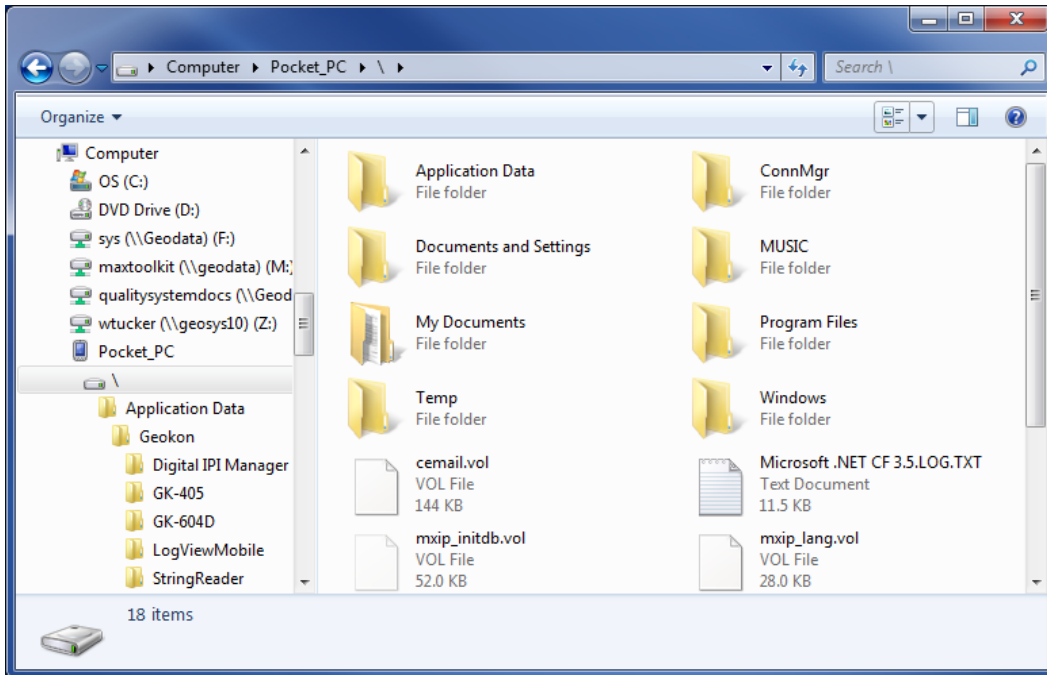 Computer ▸ Pocket_PC ▸ \ ▸
Search \
Organize
Computer
OS (C:)
DVD Drive (D:)
sys (\\Geodata) (F:)
maxtoolkit (\\geodata) (M:)
qualitysystemdocs (\\Geod
wtucker (\\geosys10) (Z:)
Pocket_PC
\
Application Data
Geokon
Digital IPI Manager
GK-405
GK-604D
LogViewMobile
StringReader
Application Data
File folder
ConnMgr
File folder
Documents and Settings
File folder
MUSIC
File folder
My Documents
File folder
Program Files
File folder
Temp
File folder
Windows
File folder
cemail.vol
VOL File
144 KB
Microsoft .NET CF 3.5.LOG.TXT
Text Document
11.5 KB
mxip_initdb.vol
VOL File
52.0 KB
mxip_lang.vol
VOL File
28.0 KB
18 items